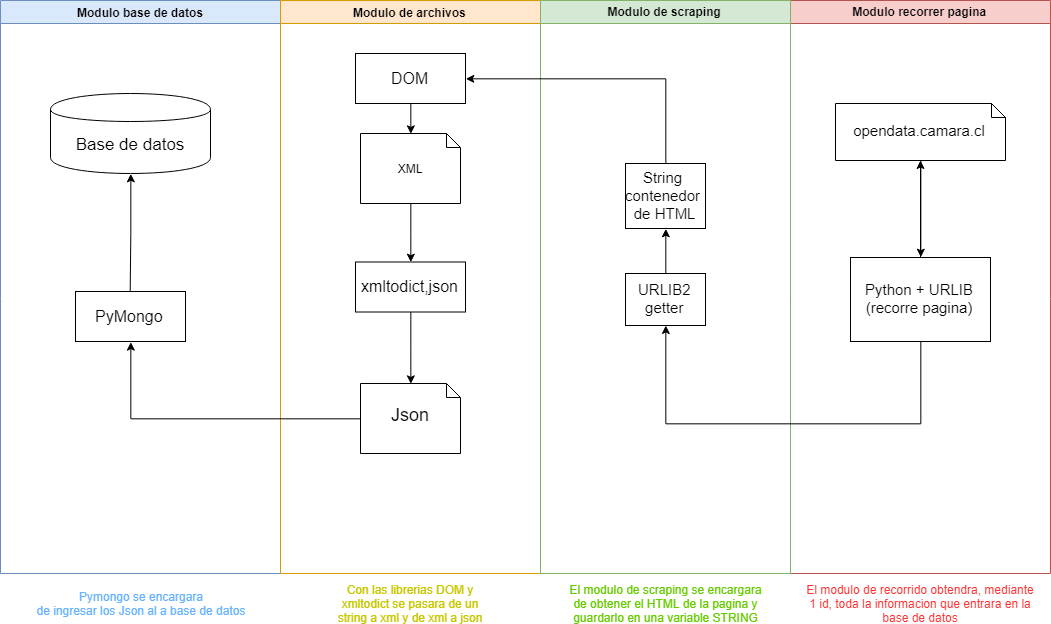 Modulo base de datos
Modulo de archivos
Modulo de scraping
Modulo recorrer pagina
Base de datos
PyMongo
DOM
XML
xmltodict,json
Json
String
contenedor
de HTML
URLIB2
getter
opendata.camara.cl
Python + URLIB
(recorre pagina)
Pymongo se encargara
de ingresar los Json al a base de datos
Con las librerias DOM y
xmltodict se pasara de un
string a xml y de xml a json
El modulo de scraping se encargara
de obtener el HTML de la pagina y
guardarlo en una variable STRING
El modulo de recorrido obtendra, mediante
1 id, toda la informacion que entrara en la
base de datos